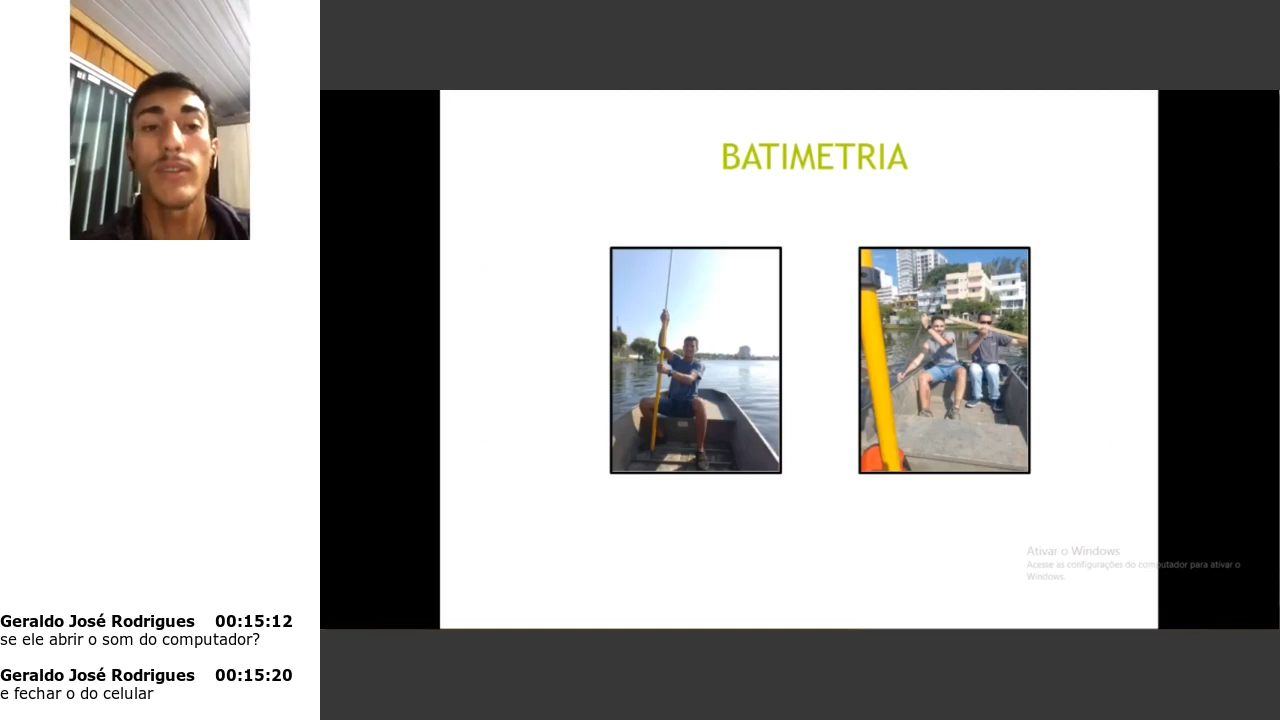 BATIMETRIA
Ativar o Windows
Acesse as configurações do computador para ativar o
Windows.
Geraldo José Rodrigues 00:15:12
se ele abrir o som do computador?
Geraldo José Rodrigues 00:15:20
e fechar o do celular